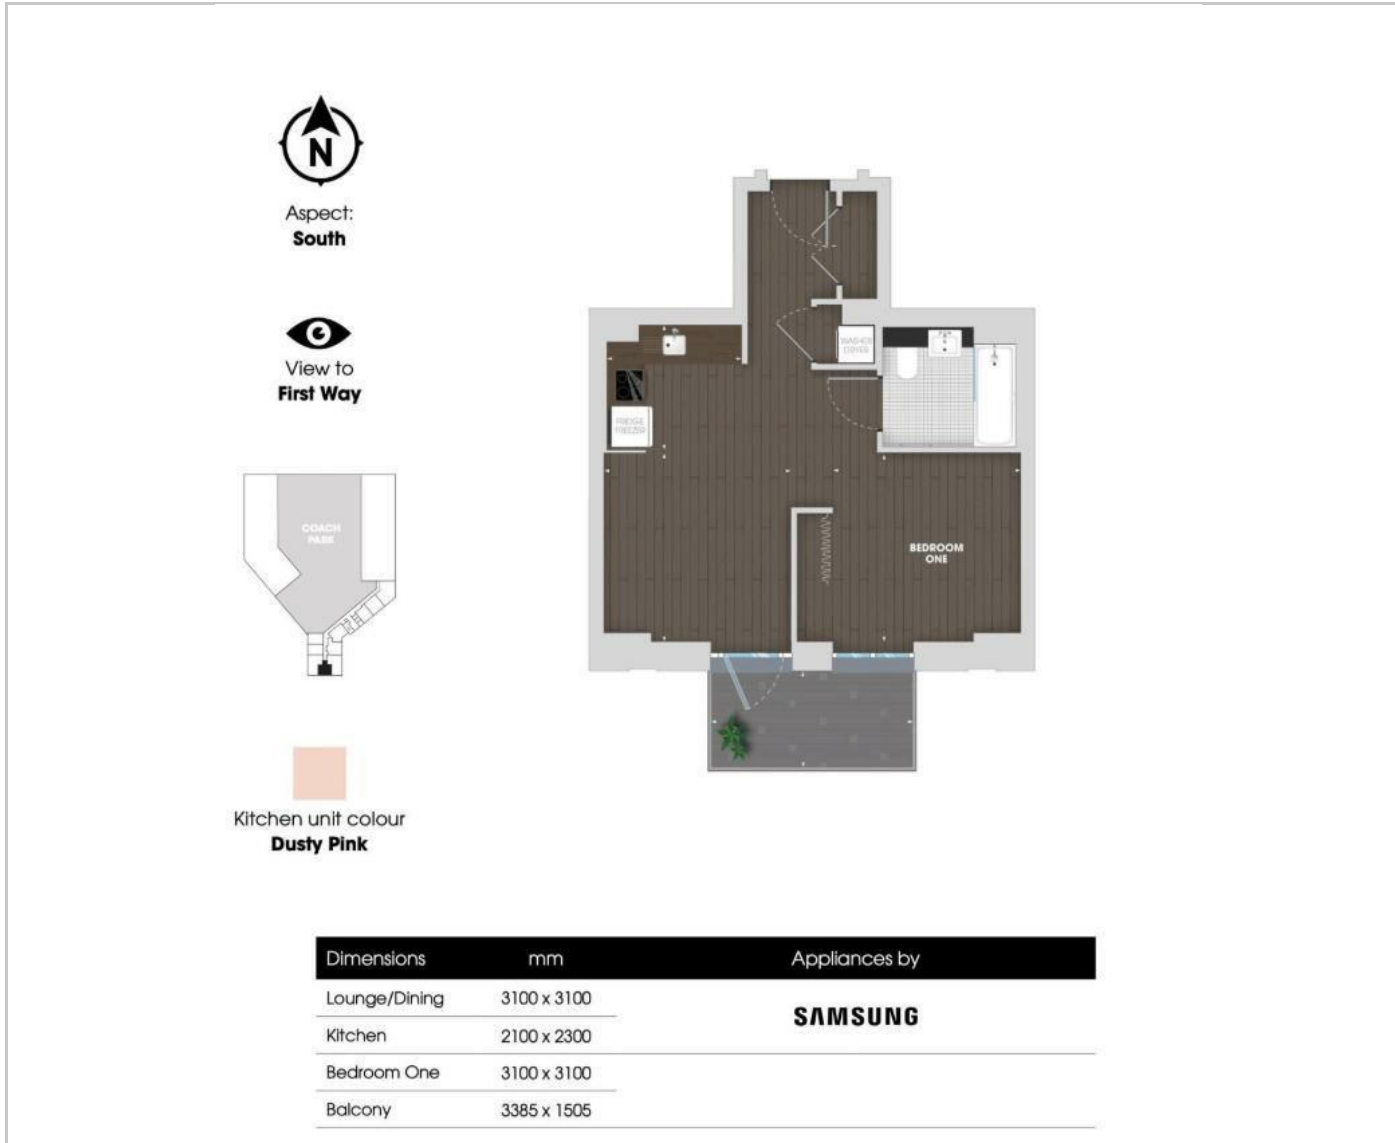 N
Aspect:
South
View to
First Way
COACH
PARK
Kitchen unit colour
Dusty Pink
WASHER
DRYER
FRIDGE
FREEZER
BEDROOM
ONE
Dimensions mm Appliances by
Lounge/Dining 3100 x 3100
SAMSUNG
Kitchen 2100 x 2300
Bedroom One 3100 x 3100
Balcony 3385 x 1505